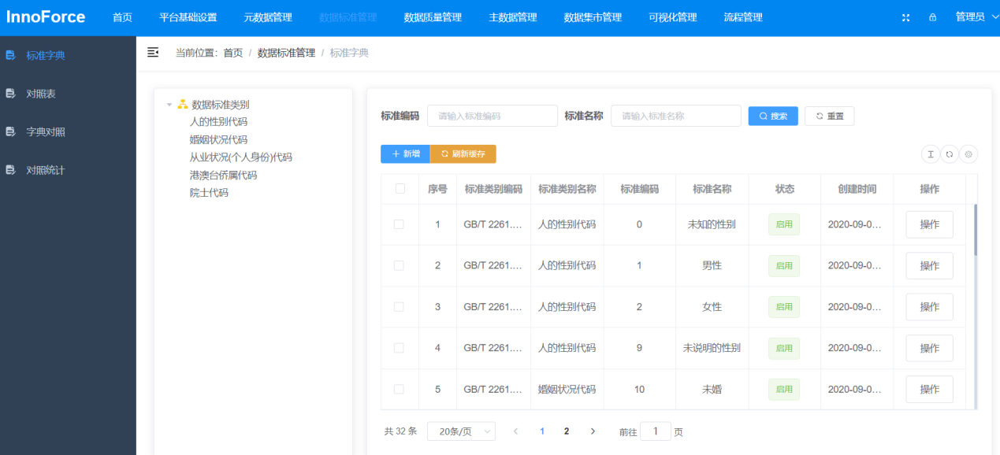 InnoForce 首页 平台基础设置 元数据管理 数据标准管理 数据质量管理 主数据管理 数据集市管理 可视化管理 流程管理 管理员
标准字典
对照表
字典对照
对照统计
当前位置: 首页 / 数据标准管理 / 标准字典
数据标准类别
人的性别代码
婚姻状况代码
从业状况(个人身份)代码
港澳台侨属代码
院士代码
标准编码 请输入标准编码 标准名称 请输入标准名称 搜索 重置
新增 刷新缓存
序号 标准类别编码 标准类别名称 标准编码 标准名称 状态 创建时间 操作
1 GB/T 2261.... 人的性别代码 0 未知的性别 启用 2020-09-0... 操作
2 GB/T 2261.... 人的性别代码 1 男性 启用 2020-09-0... 操作
3 GB/T 2261.... 人的性别代码 2 女性 启用 2020-09-0... 操作
4 GB/T 2261.... 人的性别代码 9 未说明的性别 启用 2020-09-0... 操作
5 GB/T 2261.... 婚姻状况代码 10 未婚 启用 2020-09-0... 操作
共 32 条 20条/页 1 2 前往 1 页